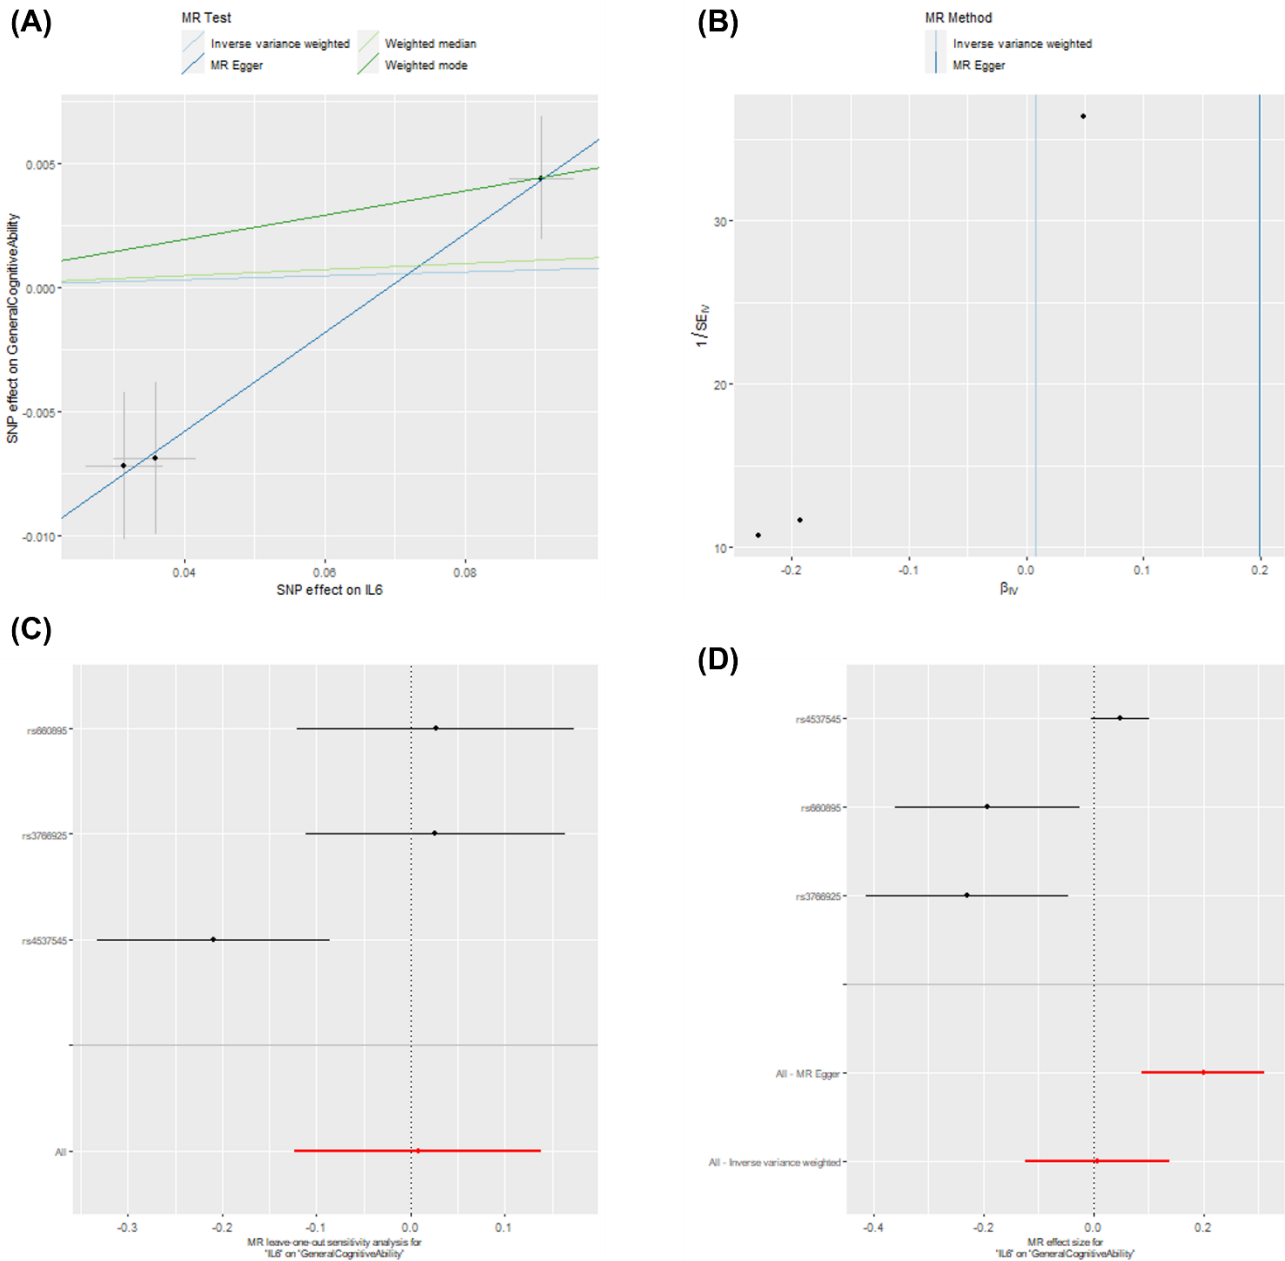 (A)
MR Test
Inverse variance weighted
Weighted median
MR Egger
Weighted mode
0.005
0.000
-0.005
-0.010
SNP effect on GeneralCognitiveAbility
0.04
0.06
0.08
SNP effect on IL6
(B)
MR Method
Inverse variance weighted
MR Egger
30
20
10
1/SE_IV
-0.2
-0.1
0.0
0.1
0.2
β_IV
(C)
rs660895
rs3766925
rs4537545
All
-0.3
-0.2
-0.1
0.0
0.1
MR leave-one-out sensitivity analysis for
'IL6' on 'GeneralCognitiveAbility'
(D)
rs4537545
rs660895
rs3766925
All - MR Egger
All - Inverse variance weighted
-0.4
-0.2
0.0
0.2
MR effect size for
'IL6' on 'GeneralCognitiveAbility'